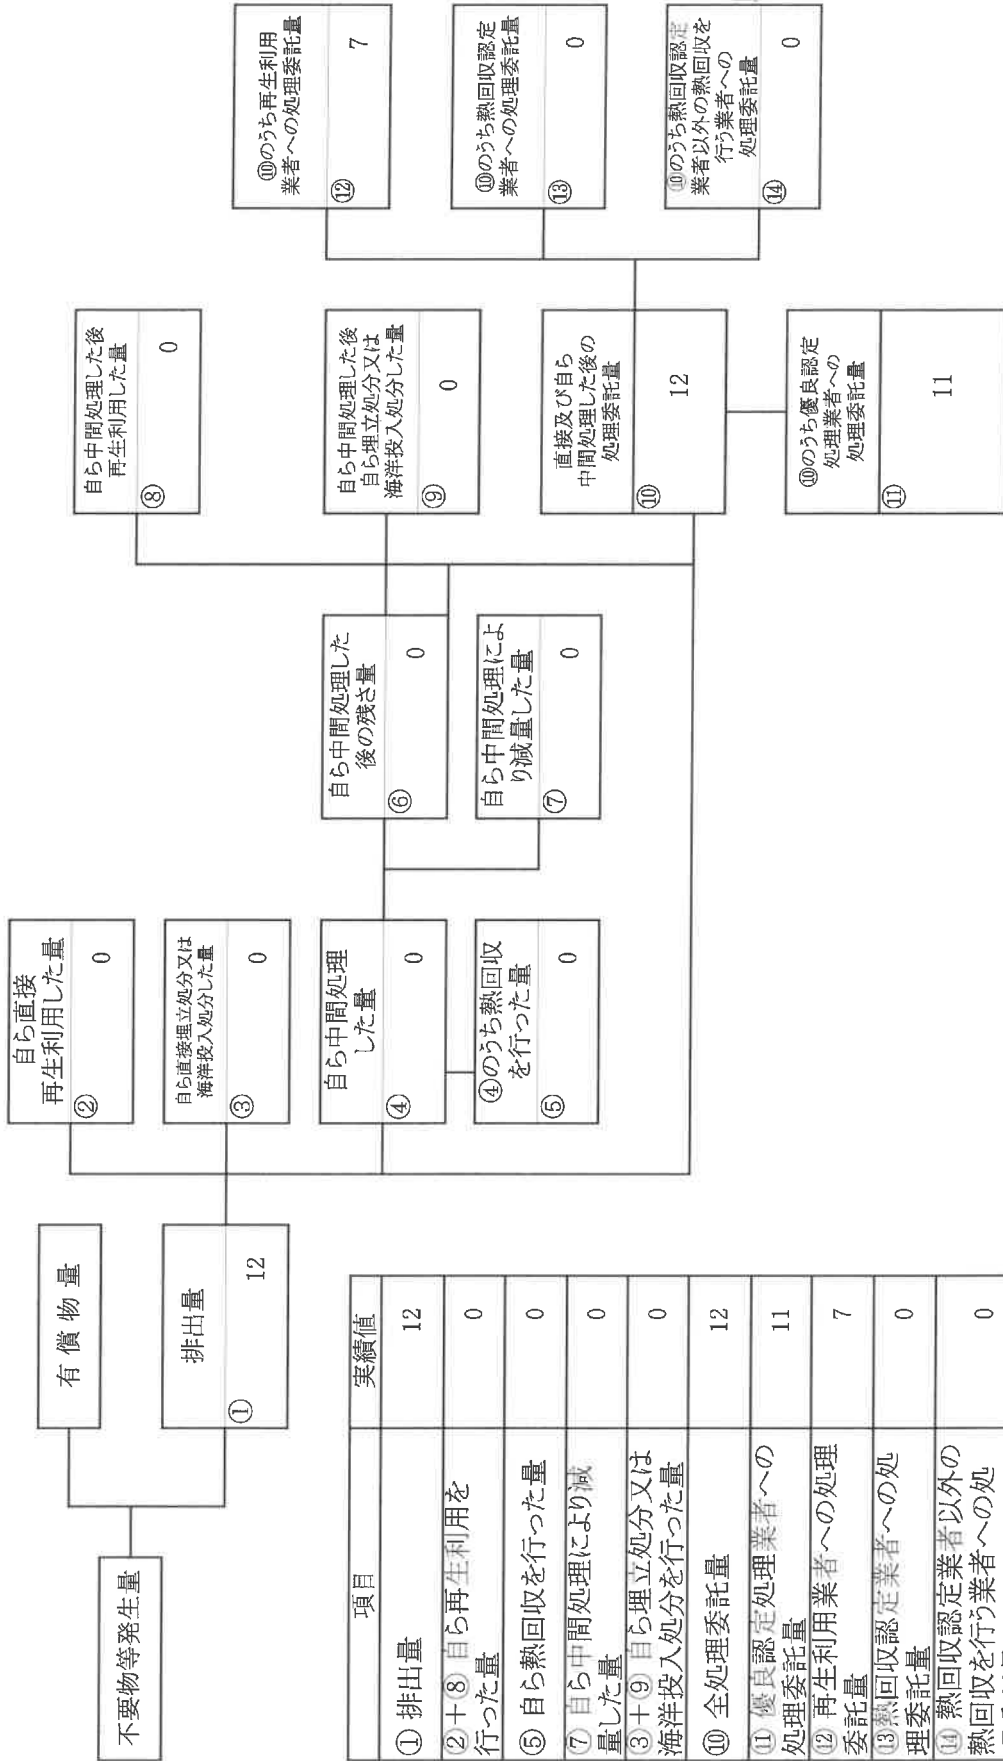 不要物等発生量
有償物量
排出量
① 12
自ら直接
再生利用した量
② 0
自ら直接埋立処分又は
海洋投入処分した量
③ 0
自ら中間処理
した量
④ 0
④のうち熱回収
を行った量
⑤ 0
自ら中間処理した
後の残さ量
⑥ 0
自ら中間処理によ
り減量した量
⑦ 0
自ら中間処理した後
再生利用した量
⑧ 0
自ら中間処理した後
自ら埋立処分又は
海洋投入処分した量
⑨ 0
直接及び自ら
中間処理した後の
処理委託量
⑩ 12
⑩のうち優良認定
処理業者への
処理委託量
⑪ 11
⑩のうち再生利用
業者への処理委託量
⑫ 7
⑩のうち熱回収認定
業者への処理委託量
⑬ 0
⑩のうち熱回収認定
業者以外の熱回収を
行う業者への
処理委託量
⑭ 0
項目 実績値
① 排出量 12
②+⑧ 自ら再生利用を
行った量 0
⑤ 自ら熱回収を行った量 0
⑦ 自ら中間処理により減
量した量 0
③+⑨ 自ら埋立処分又は
海洋投入処分を行った量 0
⑩ 全処理委託量 12
⑪ 優良認定処理業者への
処理委託量 11
⑫ 再生利用業者への処理
委託量 7
⑬熱回収認定業者への処
理委託量 0
⑭ 熱回収認定業者以外の
熱回収を行う業者への処 0